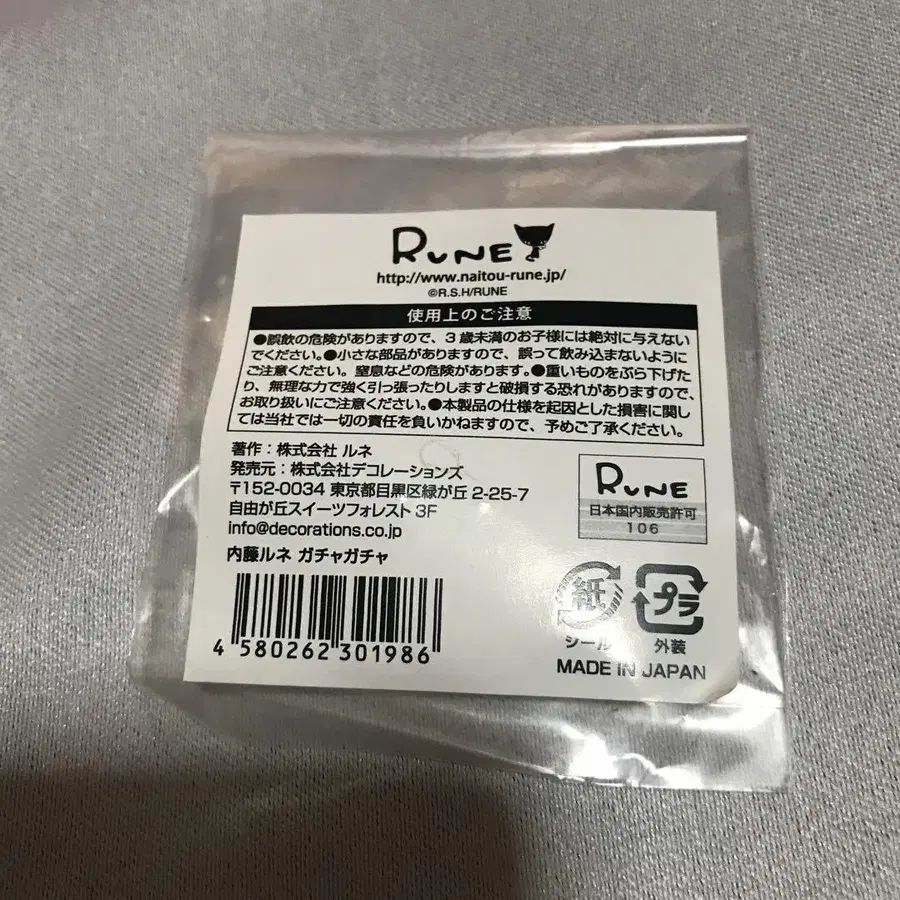 RUNE
http://www.naitou-rune.jp/
©R.S.H/RUNE
使用上のご注意
●誤飲の危険がありますので、3歳未満のお子様には絶対に与えない
でください。●小さな部品がありますので、誤って飲み込まないように
ご注意ください。窒息などの危険があります。●重いものをぶら下げた
り、無理な力で強く引っ張ったりしますと破損する恐れがありますので、
お取り扱いにご注意ください。●本製品の仕様を起因とした損害に関し
ては当社では一切の責任を負いかねますので、予めご了承ください。
著作：株式会社 ルネ
発売元：株式会社デコレーションズ
〒152-0034 東京都目黒区緑が丘 2-25-7
自由が丘スイーツフォレスト 3F
info@decorations.co.jp
内藤ルネ ガチャガチャ
4 580262 301986
RUNE
日本国内販売許可
106
紙
シール
プラ
外装
MADE IN JAPAN